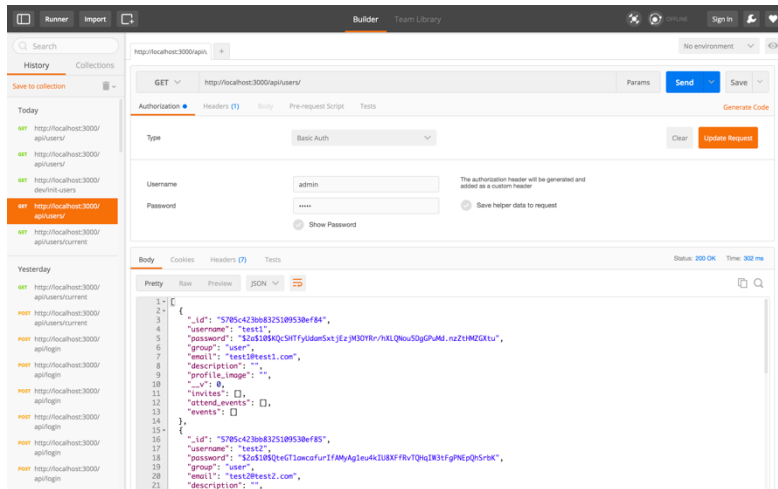 Runner Import Builder Team Library OFFLINE Sign In
Search
http://localhost:3000/api/u
No environment
History Collections
GET http://localhost:3000/api/users/ Params Send Save
Save to collection
Authorization Headers (1) Body Pre-request Script Tests Generate Code
Today
GET http://localhost:3000/
api/users/
GET http://localhost:3000/
api/users/
GET http://localhost:3000/
dev/init-users
GET http://localhost:3000/
api/users/
GET http://localhost:3000/
api/users/current
Yesterday
GET http://localhost:3000/
api/users/current
POST http://localhost:3000/
api/users/current
POST http://localhost:3000/
api/login
POST http://localhost:3000/
api/login
POST http://localhost:3000/
api/login
POST http://localhost:3000/
api/login
POST http://localhost:3000/
api/login
POST http://localhost:3000/
Type Basic Auth Clear Update Request
Username admin
The authorization header will be generated and
added as a custom header
Password •••••
Save helper data to request
Show Password
Body Cookies Headers (7) Tests Status: 200 OK Time: 302 ms
Pretty Raw Preview JSON
1 [
2 {
3 "_id": "5705c423bb8325109530ef84",
4 "username": "test1",
5 "password":
6 "group": "user",
7 "email": "test1@test1.com",
8 "description": "",
9 "profile_image": "",
10 "__v": 0,
11 "invites": [],
12 "attend_events": [],
13 "events": []
14 },
15 {
16 "_id": "5705c423bb8325109530ef85",
17 "username": "test2",
18 "password":
19 "group": "user",
20 "email": "test2@test2.com",
21 "description": "",